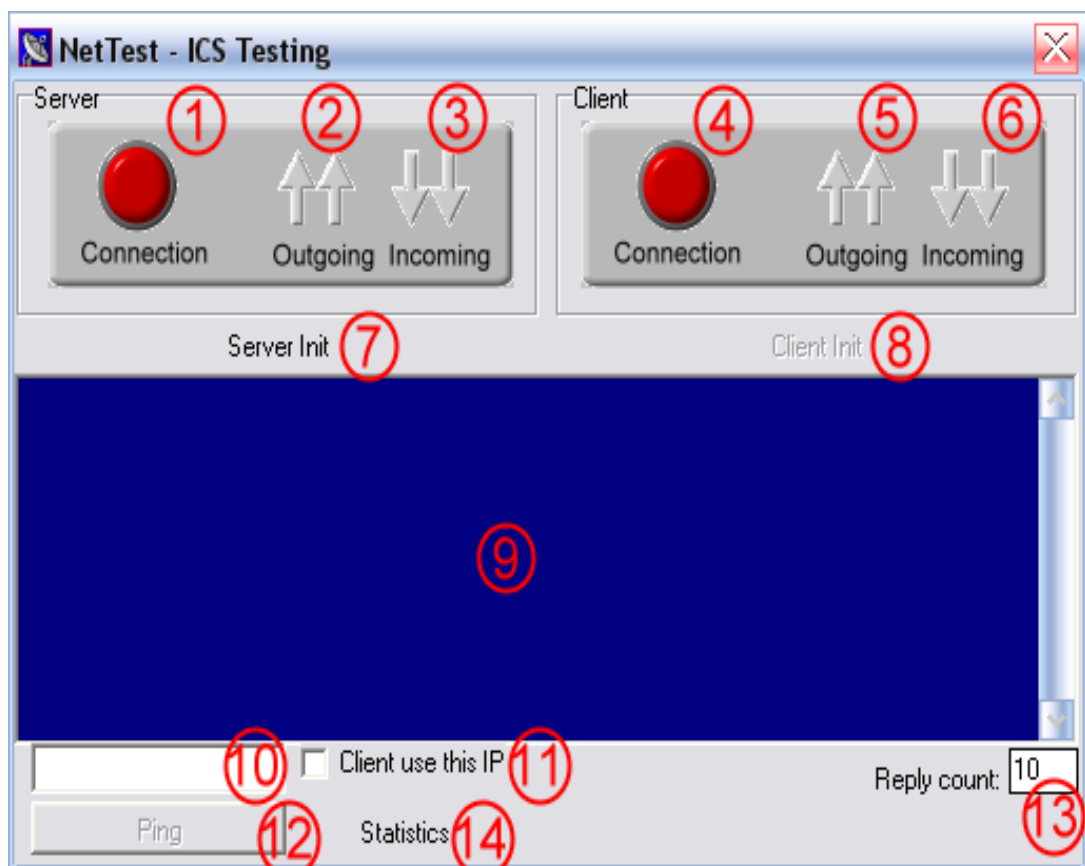 NetTest - ICS Testing
Server
1
2
3
Client
4
5
6
Connection
Outgoing
Incoming
Connection
Outgoing
Incoming
Server Init 7
Client Init 8
9
10
Client use this IP 11
Reply count: 10
13
Ping 12
Statistics 14